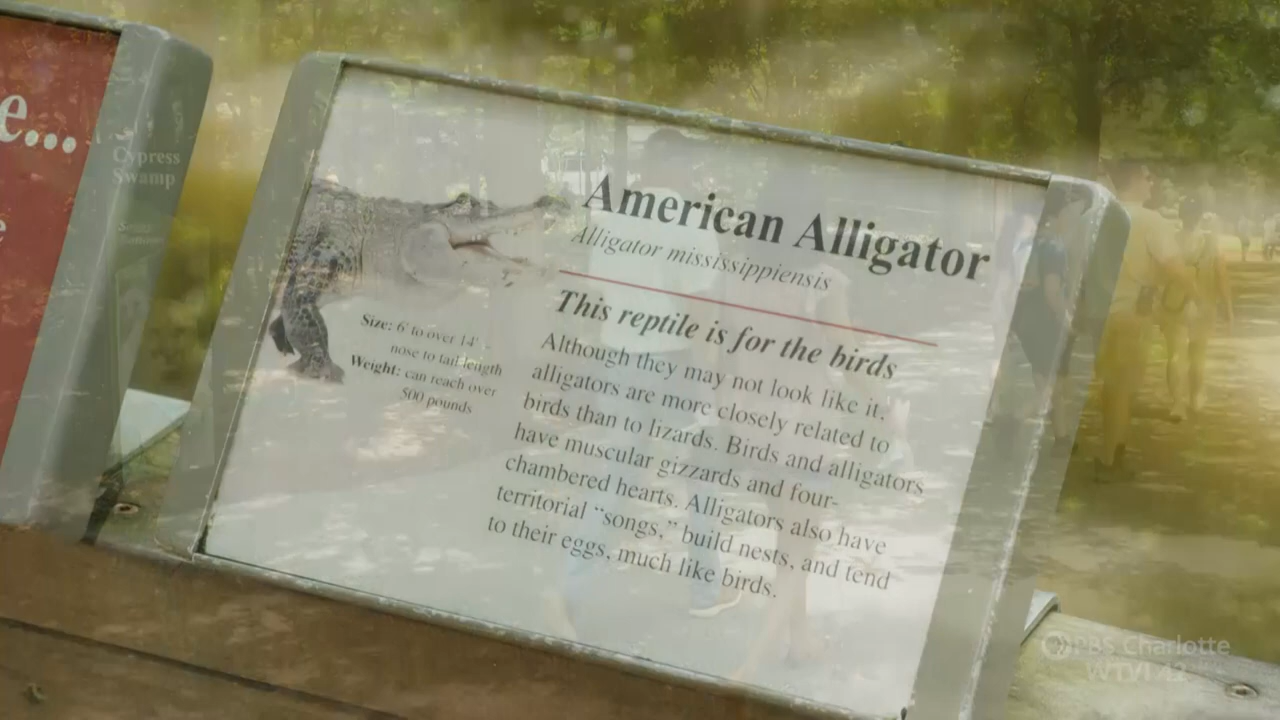 e...
e
Cypress
Swamp
American Alligator
Alligator mississippiensis
This reptile is for the birds
Size: 6' to over 14'
nose to tail length
Weight: can reach over
500 pounds
Although they may not look like it,
alligators are more closely related to
birds than to lizards. Birds and alligators
have muscular gizzards and four-
chambered hearts. Alligators also have
territorial “songs,” build nests, and tend
to their eggs, much like birds.
PBS Charlotte
WTVI 42